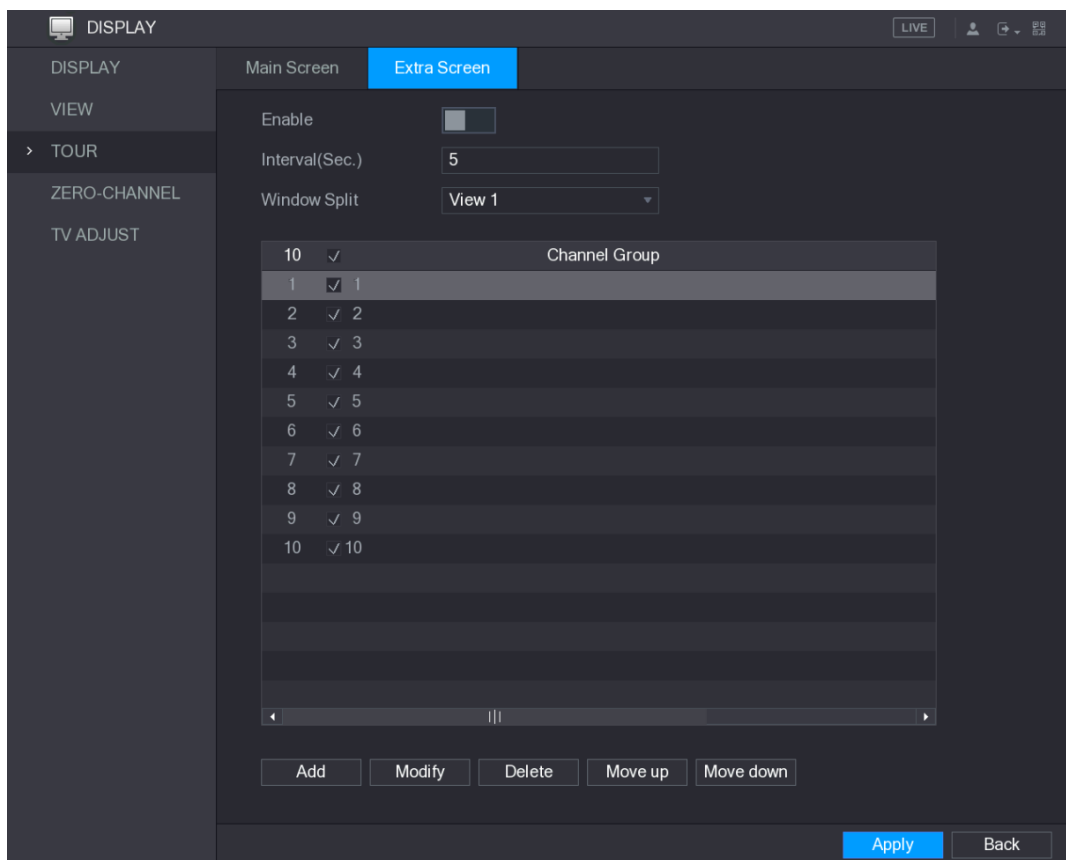 DISPLAY LIVE
DISPLAY
VIEW
> TOUR
ZERO-CHANNEL
TV ADJUST
Main Screen Extra Screen
Enable
Interval(Sec.) 5
Window Split View 1
10 Channel Group
1 1
2 2
3 3
4 4
5 5
6 6
7 7
8 8
9 9
10 10
Add Modify Delete Move up Move down
Apply Back